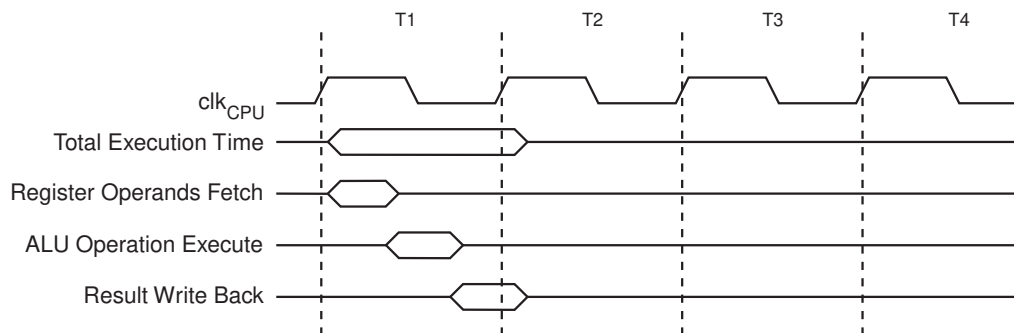 T1 T2 T3 T4
clkCPU
Total Execution Time
Register Operands Fetch
ALU Operation Execute
Result Write Back